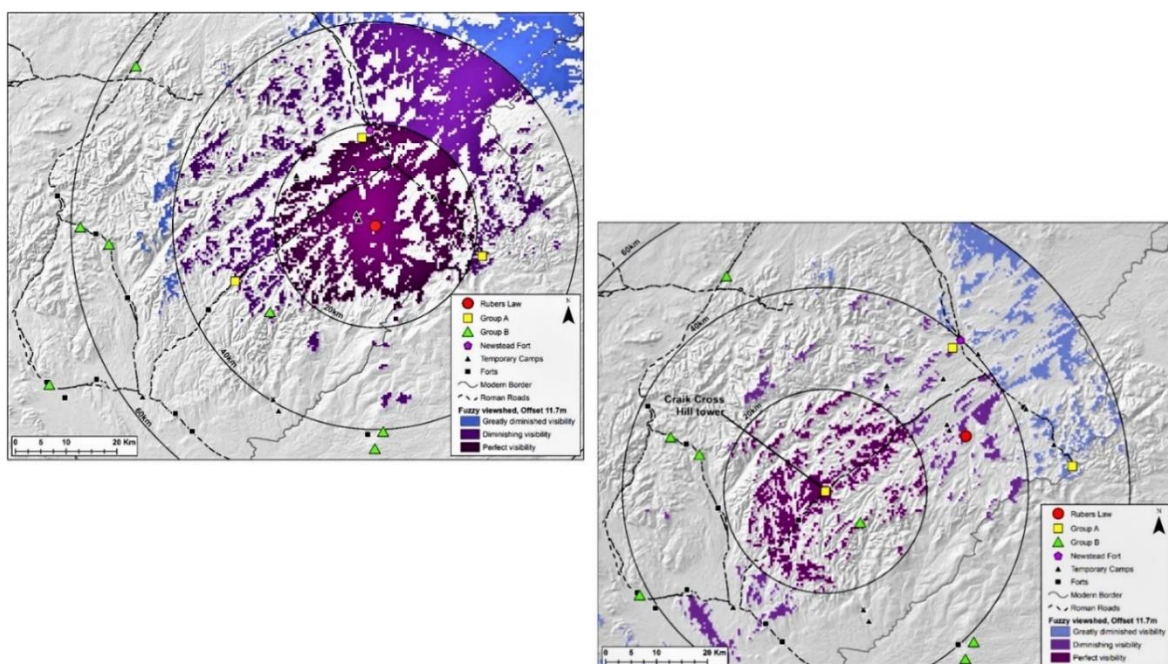 60km
40km
20km
Rubers Law
Group A
Group B
Newstead Fort
Temporary Camps
Forts
Modern Border
Roman Roads
Fuzzy viewshed, Offset 11.7m
Greatly diminished visibility
Diminishing visibility
Perfect visibility
N
0 5 10 20 Km
60km
40km
20km
Craik Cross
Hill tower
Rubers Law
Group A
Group B
Newstead Fort
Temporary Camps
Forts
Modern Border
Roman Roads
Fuzzy viewshed, Offset 11.7m
Greatly diminished visibility
Diminishing visibility
Perfect visibility
N
0 5 10 20 Km